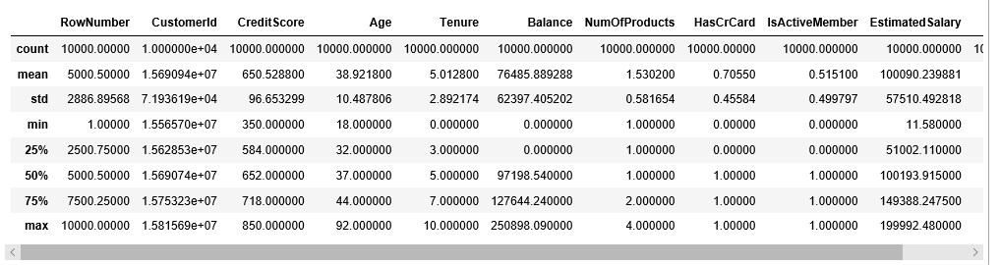 RowNumber CustomerId CreditScore Age Tenure Balance NumOfProducts HasCrCard IsActiveMember EstimatedSalary
count 10000.00000 1.000000e+04 10000.000000 10000.000000 10000.000000 10000.000000 10000.000000 10000.00000 10000.000000 10000.000000 10
mean 5000.50000 1.569094e+07 650.528800 38.921800 5.012800 76485.889288 1.530200 0.70550 0.515100 100090.239881
std 2886.89568 7.193619e+04 96.653299 10.487806 2.892174 62397.405202 0.581654 0.45584 0.499797 57510.492818
min 1.00000 1.556570e+07 350.000000 18.000000 0.000000 0.000000 1.000000 0.00000 0.000000 11.580000
25% 2500.75000 1.562853e+07 584.000000 32.000000 3.000000 0.000000 1.000000 0.00000 0.000000 51002.110000
50% 5000.50000 1.569074e+07 652.000000 37.000000 5.000000 97198.540000 1.000000 1.00000 1.000000 100193.915000
75% 7500.25000 1.575323e+07 718.000000 44.000000 7.000000 127644.240000 2.000000 1.00000 1.000000 149388.247500
max 10000.00000 1.581569e+07 850.000000 92.000000 10.000000 250898.090000 4.000000 1.00000 1.000000 199992.480000